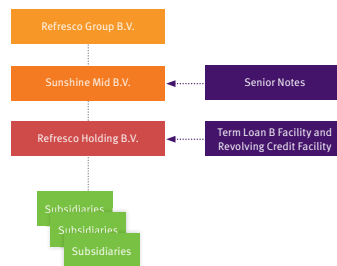 Refresco Group B.V.
Sunshine Mid B.V.
Senior Notes
Refresco Holding B.V.
Term Loan B Facility and
Revolving Credit Facility
Subsidiaries
Subsidiaries
Subsidiaries